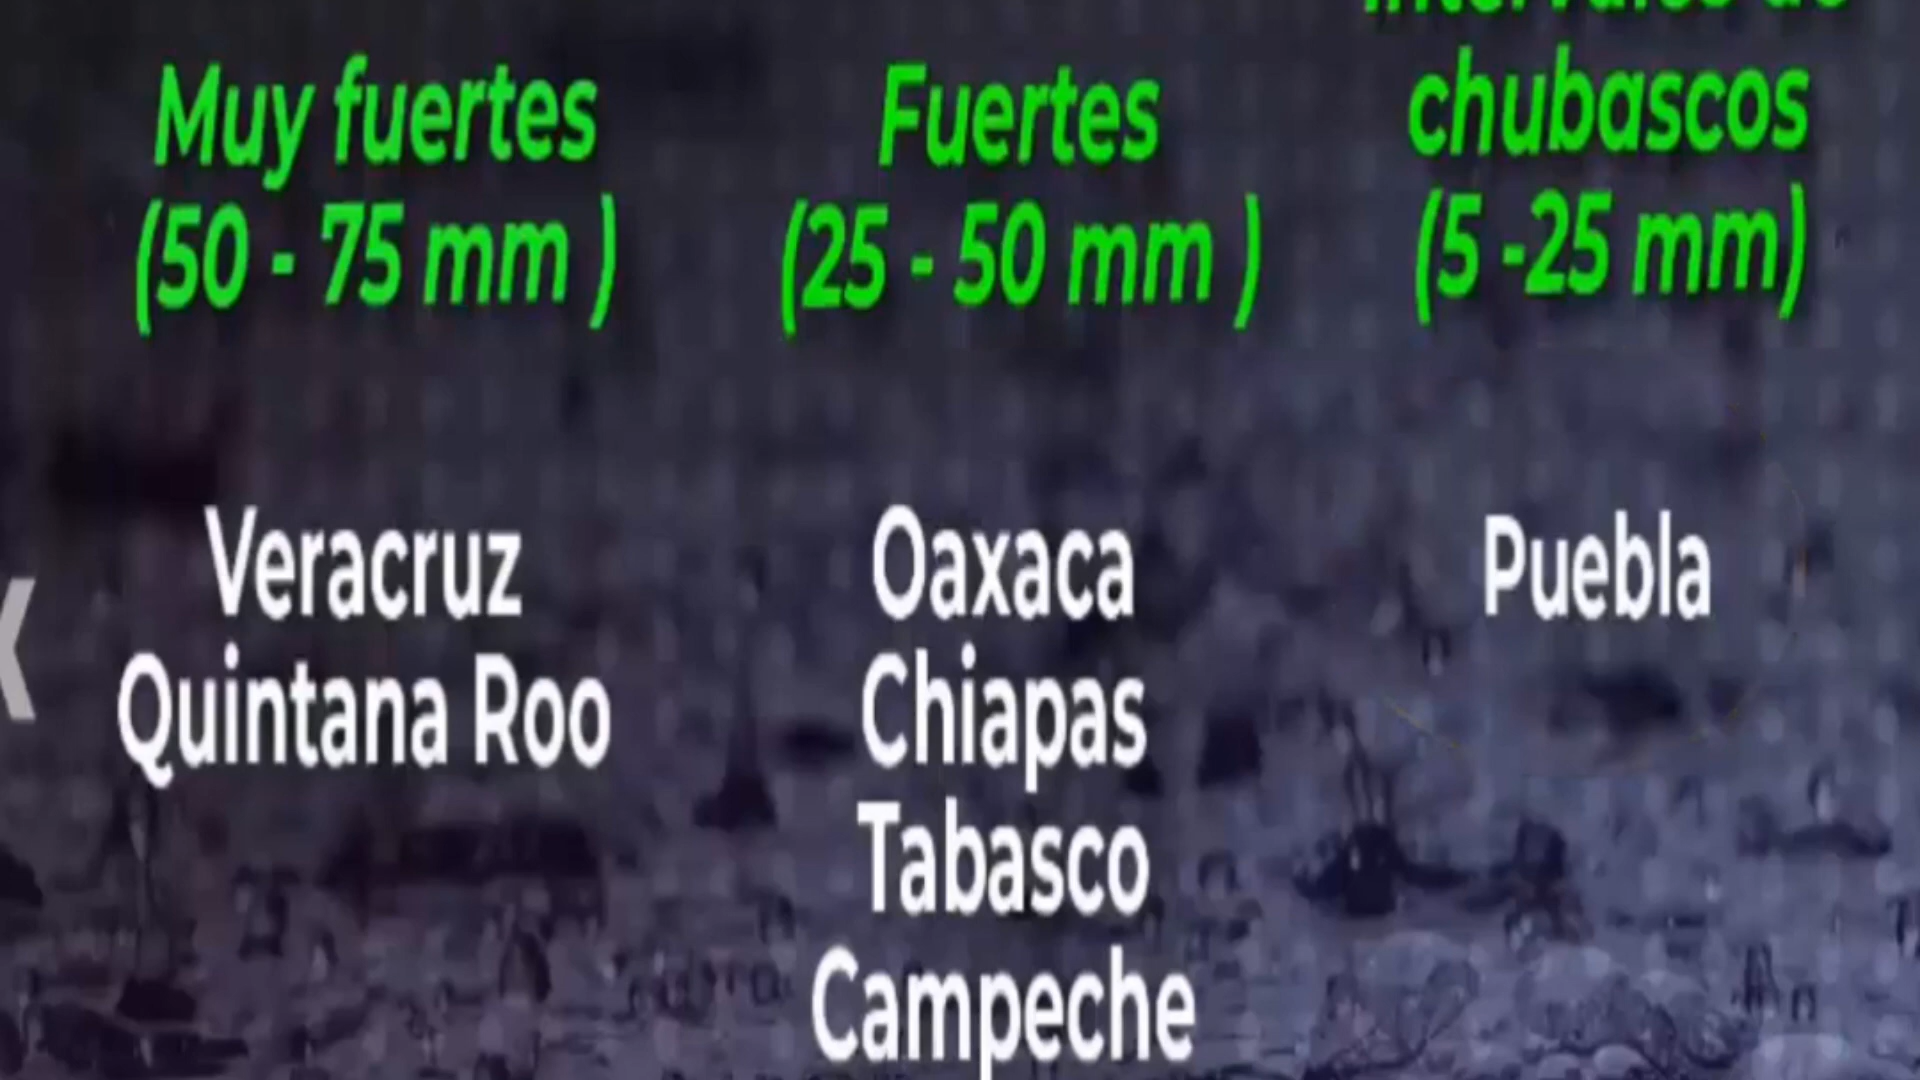 Muy fuertes
(50 - 75 mm )
Veracruz
Quintana Roo
Fuertes
(25 - 50 mm )
Oaxaca
Chiapas
Tabasco
Campeche
chubascos
(5 -25 mm)
Puebla